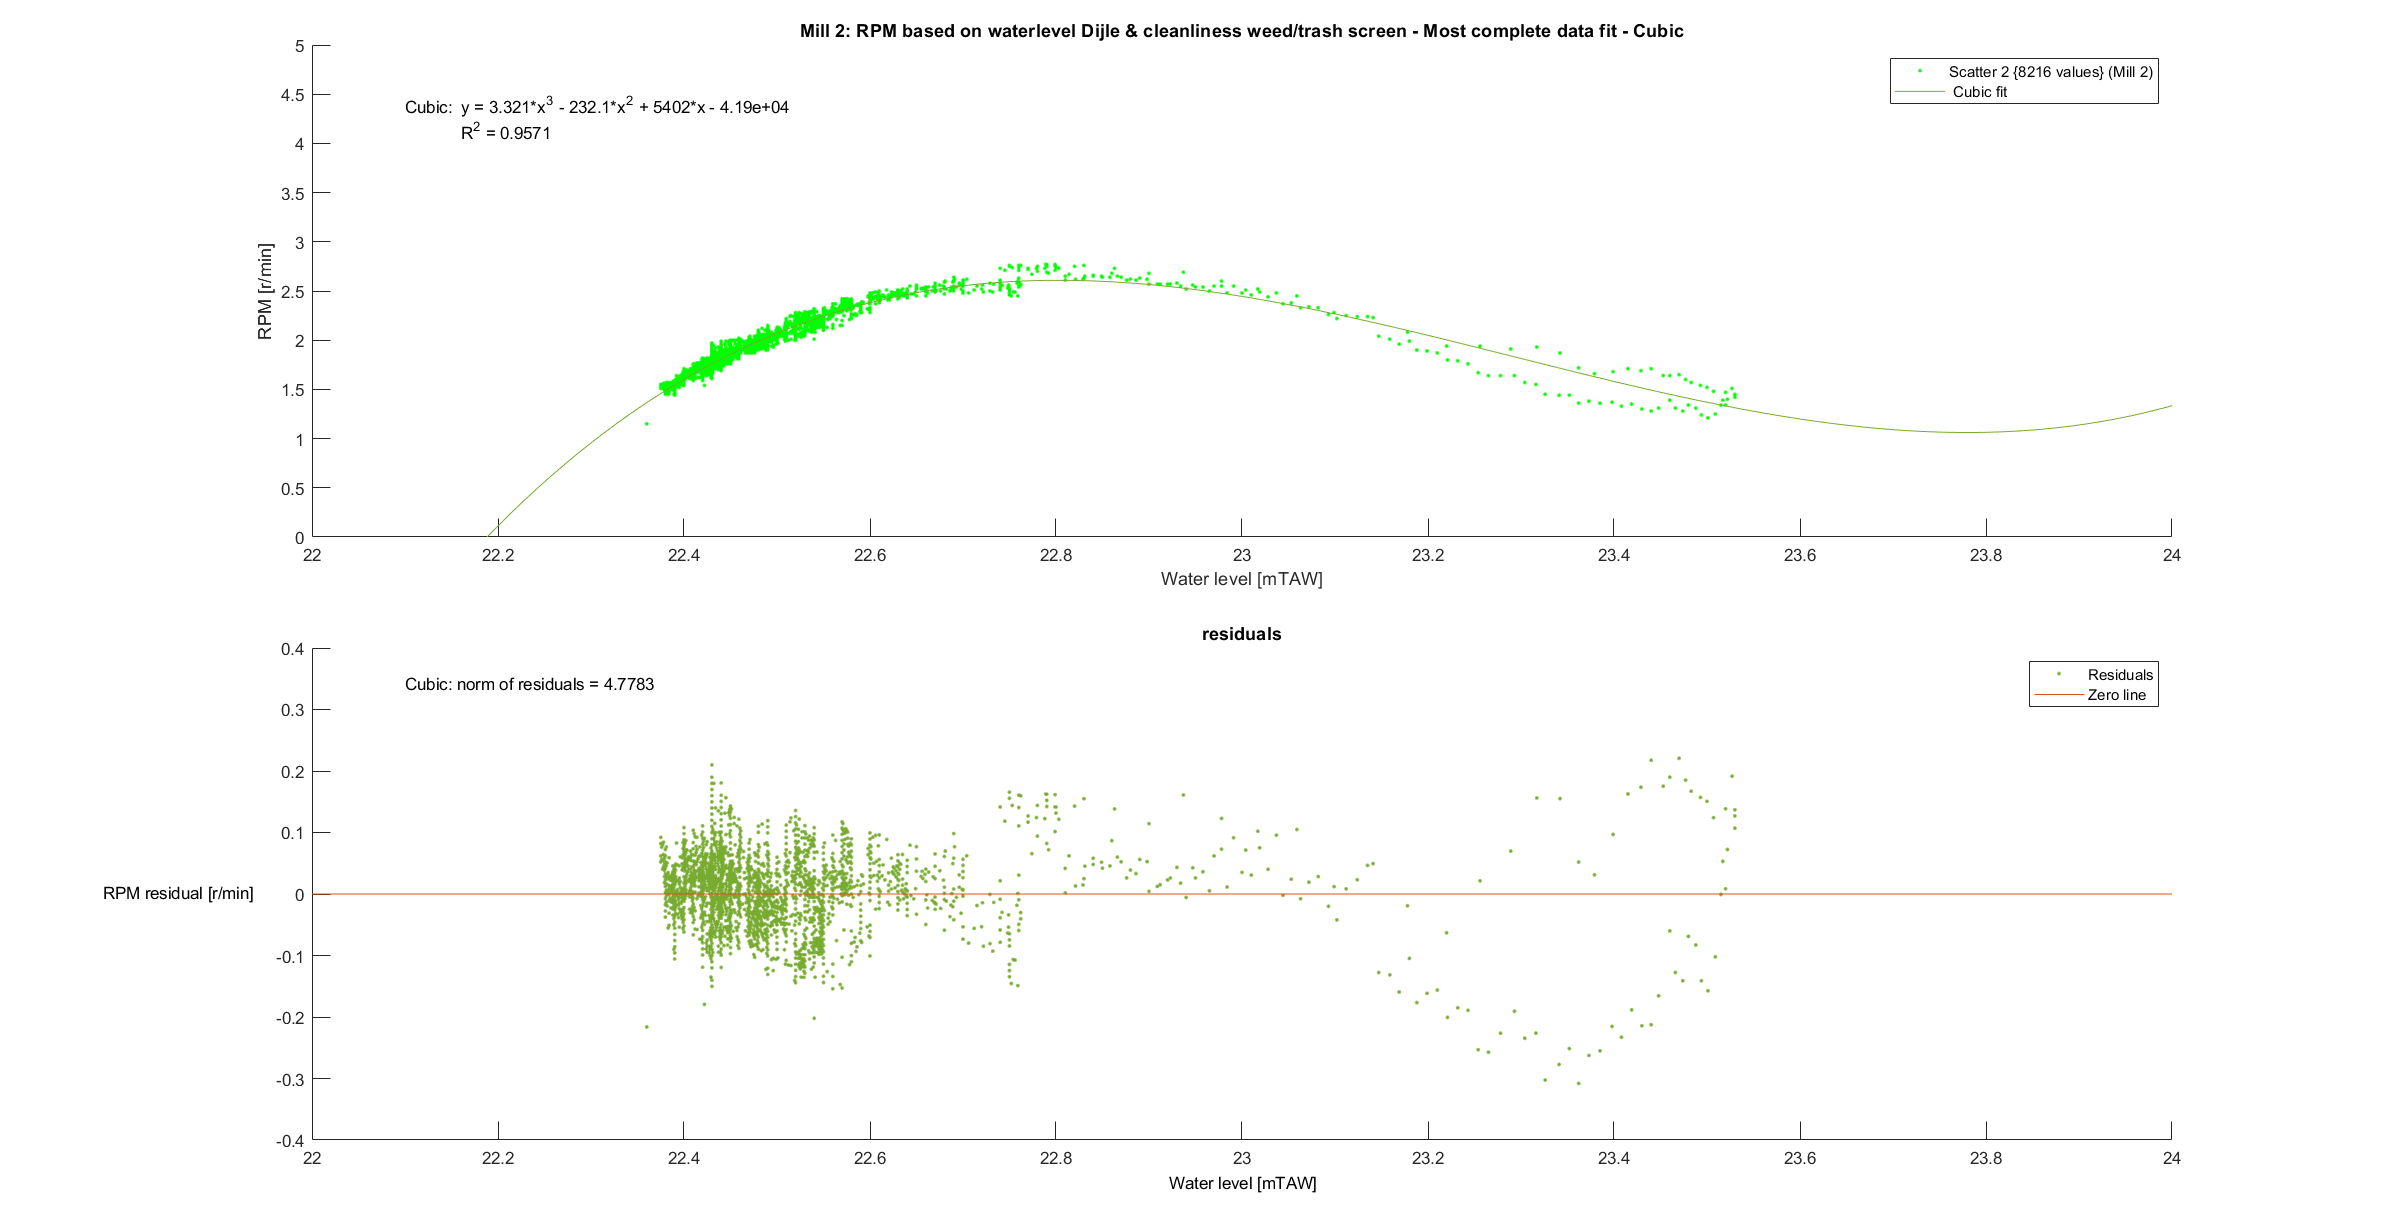 Mill 2: RPM based on waterlevel Dijle & cleanliness weed/trash screen - Most complete data fit - Cubic
5
4.5
4
3.5
3
2.5
2
1.5
1
0.5
0
RPM [r/min]
Cubic: y = 3.321*x^3 - 232.1*x^2 + 5402*x - 4.19e+04
R^2 = 0.9571
Scatter 2 {8216 values} (Mill 2)
Cubic fit
22 22.2 22.4 22.6 22.8 23 23.2 23.4 23.6 23.8 24
Water level [mTAW]
residuals
0.4
0.3
0.2
0.1
0
-0.1
-0.2
-0.3
-0.4
RPM residual [r/min]
Cubic: norm of residuals = 4.7783
Residuals
Zero line
22 22.2 22.4 22.6 22.8 23 23.2 23.4 23.6 23.8 24
Water level [mTAW]